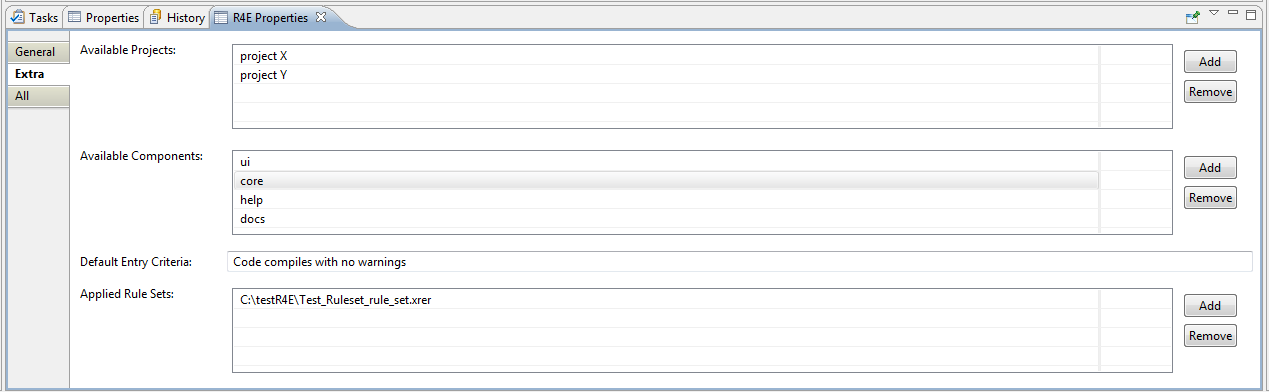 Tasks Properties History R4E Properties
General
Extra
All
Available Projects:
project X
project Y
Add
Remove
Available Components:
ui
core
help
docs
Add
Remove
Default Entry Criteria: Code compiles with no warnings
Applied Rule Sets:
C:\testR4E\Test_Ruleset_rule_set.xrer
Add
Remove